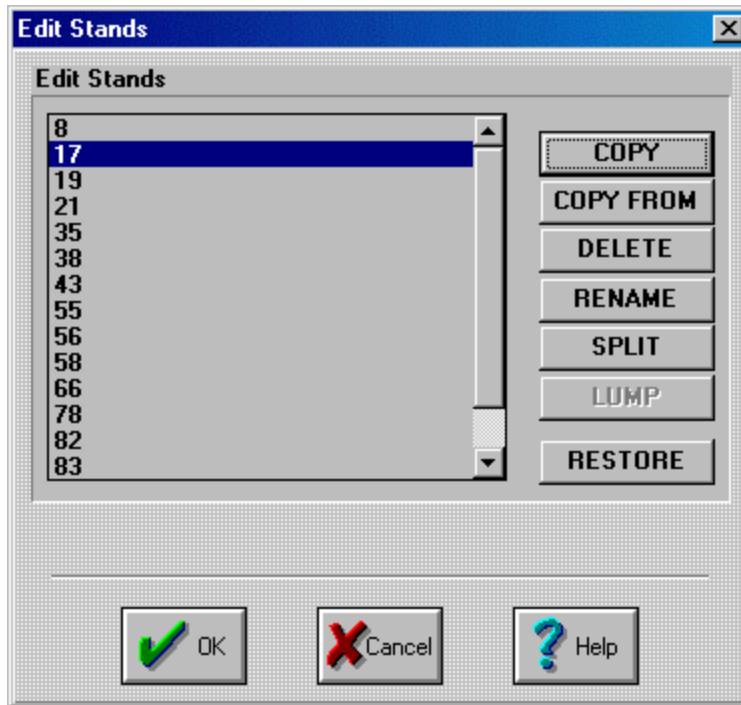 Edit Stands
Edit Stands
8
17
19
21
35
38
43
55
56
58
66
78
82
83
COPY
COPY FROM
DELETE
RENAME
SPLIT
LUMP
RESTORE
OK
Cancel
Help